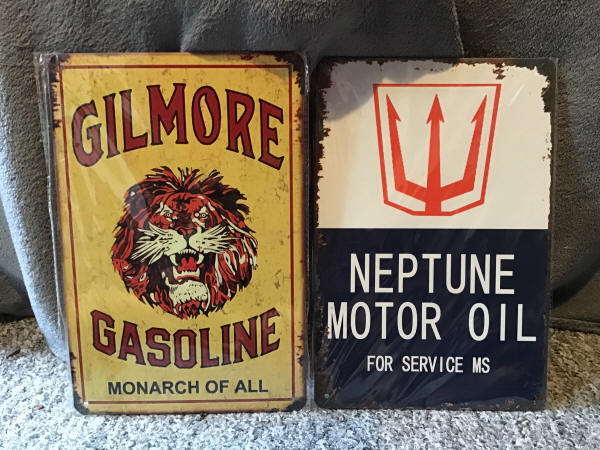 GILMORE
GASOLINE
MONARCH OF ALL
NEPTUNE
MOTOR OIL
FOR SERVICE MS